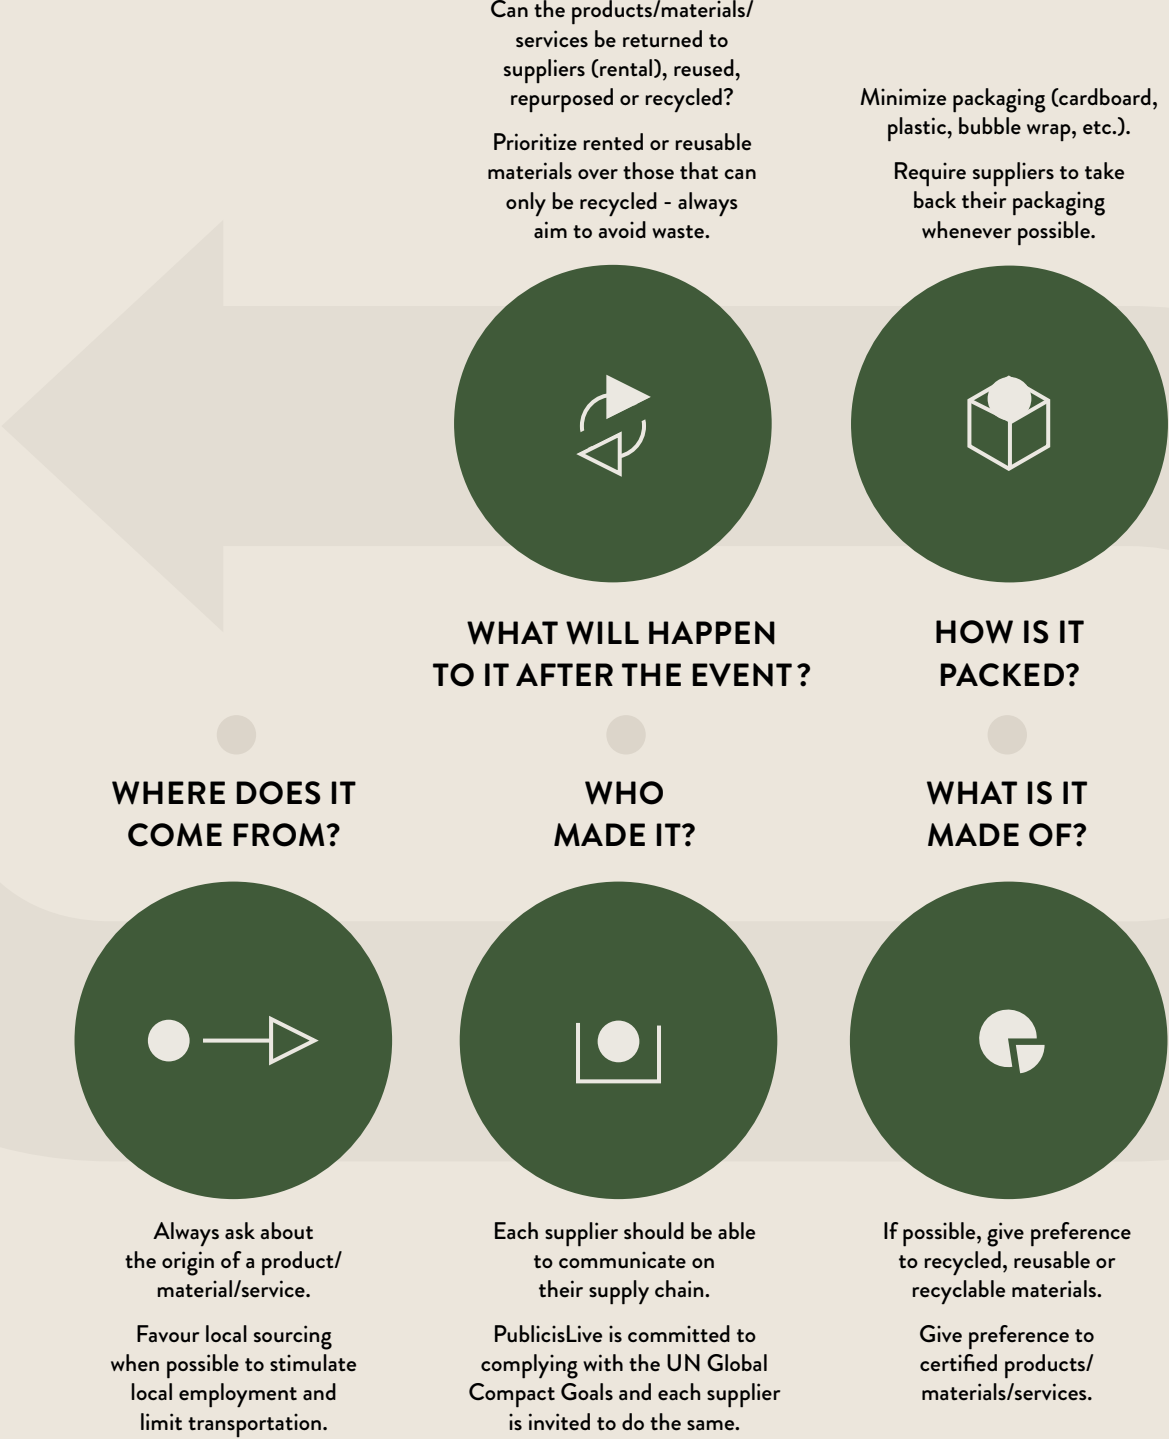 Can the products/materials/
services be returned to
suppliers (rental), reused,
repurposed or recycled?
Prioritize rented or reusable
materials over those that can
only be recycled - always
aim to avoid waste.
Minimize packaging (cardboard,
plastic, bubble wrap, etc.).
Require suppliers to take
back their packaging
whenever possible.
WHAT WILL HAPPEN
TO IT AFTER THE EVENT?
HOW IS IT
PACKED?
WHERE DOES IT
COME FROM?
WHO
MADE IT?
WHAT IS IT
MADE OF?
Always ask about
the origin of a product/
material/service.
Favour local sourcing
when possible to stimulate
local employment and
limit transportation.
Each supplier should be able
to communicate on
their supply chain.
PublicisLive is committed to
complying with the UN Global
Compact Goals and each supplier
is invited to do the same.
If possible, give preference
to recycled, reusable or
recyclable materials.
Give preference to
certified products/
materials/services.